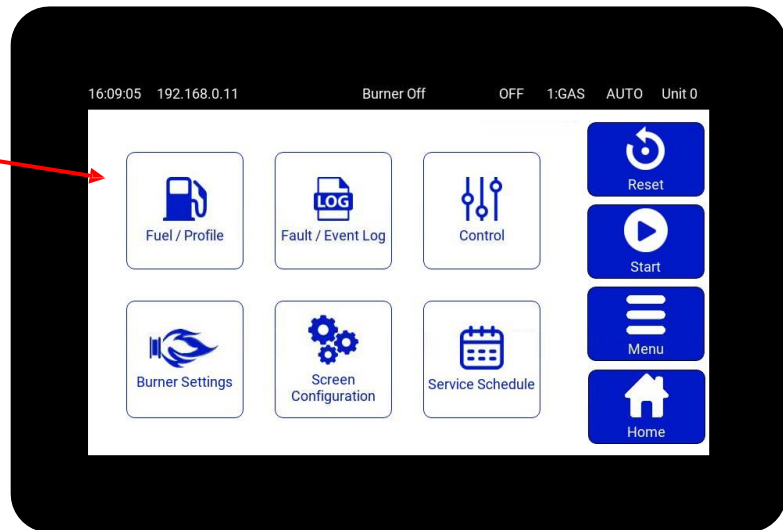 16:09:05 192.168.0.11 Burner Off OFF 1:GAS AUTO Unit 0
Reset
LOG
Fuel / Profile Fault / Event Log Control
Start
Menu
Burner Settings Screen Configuration Service Schedule
Home